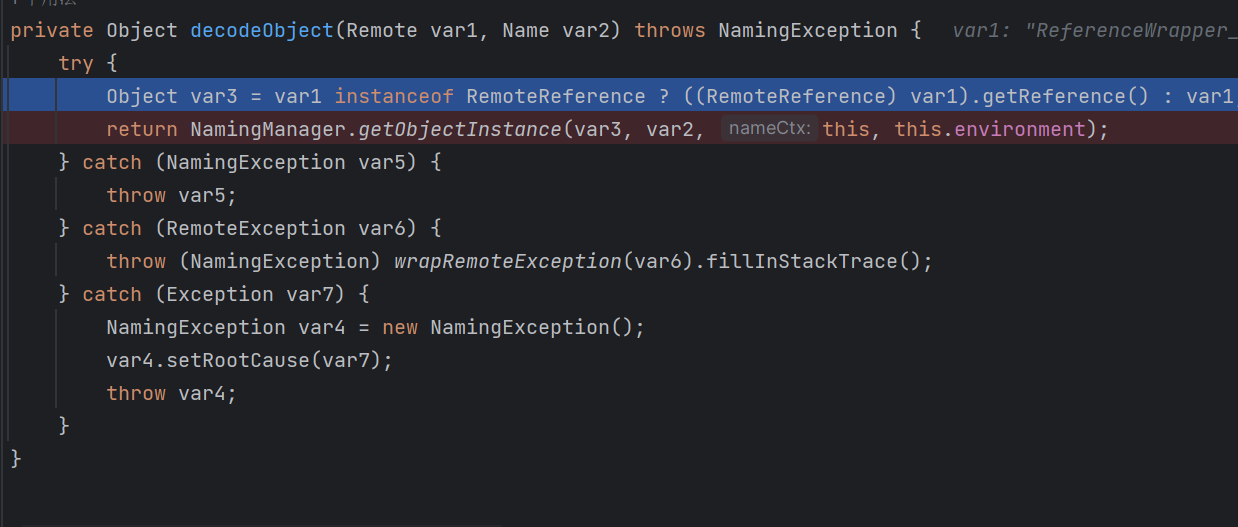 private Object decodeObject(Remote var1, Name var2) throws NamingException {  var1: "ReferenceWrapper_
    try {
        Object var3 = var1 instanceof RemoteReference ? ((RemoteReference) var1).getReference() : var1
        return NamingManager.getObjectInstance(var3, var2, nameCtx: this, this.environment);
    } catch (NamingException var5) {
        throw var5;
    } catch (RemoteException var6) {
        throw (NamingException) wrapRemoteException(var6).fillInStackTrace();
    } catch (Exception var7) {
        NamingException var4 = new NamingException();
        var4.setRootCause(var7);
        throw var4;
    }
}